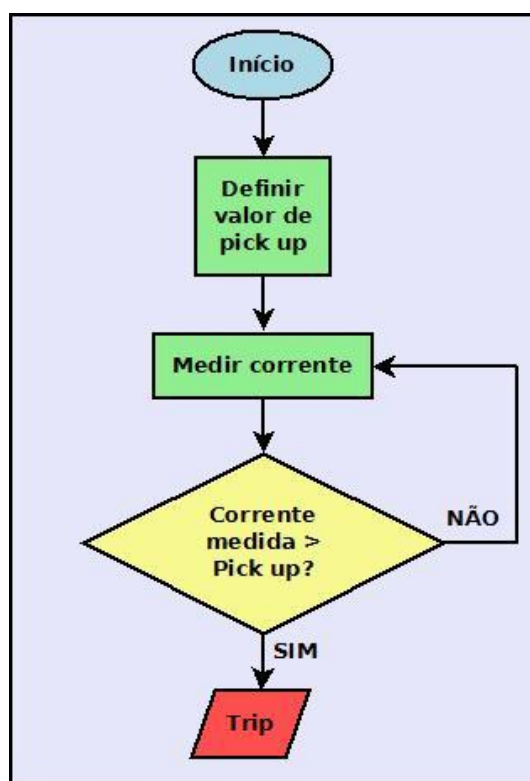 Início
Definir
valor de
pick up
Medir corrente
Corrente
medida >
Pick up?
NÃO
SIM
Trip